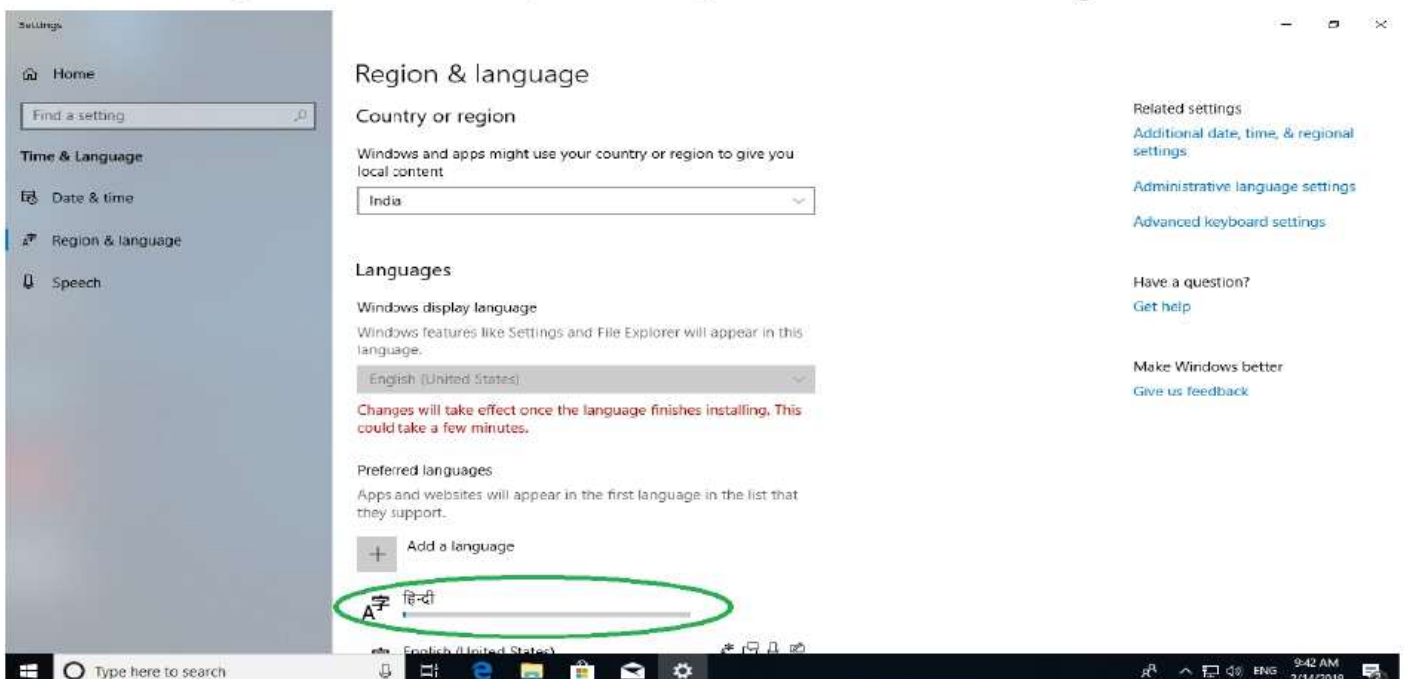 Settings
Home
Find a setting
Time & Language
Date & time
Region & language
Speech
Region & language
Country or region
Windows and apps might use your country or region to give you
local content
India
Languages
Windows display language
Windows features like Settings and File Explorer will appear in this
language.
English (United States)
Changes will take effect once the language finishes installing. This
could take a few minutes.
Preferred languages
Apps and websites will appear in the first language in the list that
they support.
Add a language
हिन्दी
English (United States)
Related settings
Additional date, time, & regional
settings
Administrative language settings
Advanced keyboard settings
Have a question?
Get help
Make Windows better
Give us feedback
Type here to search
ENG
9:42 AM
2/14/2019